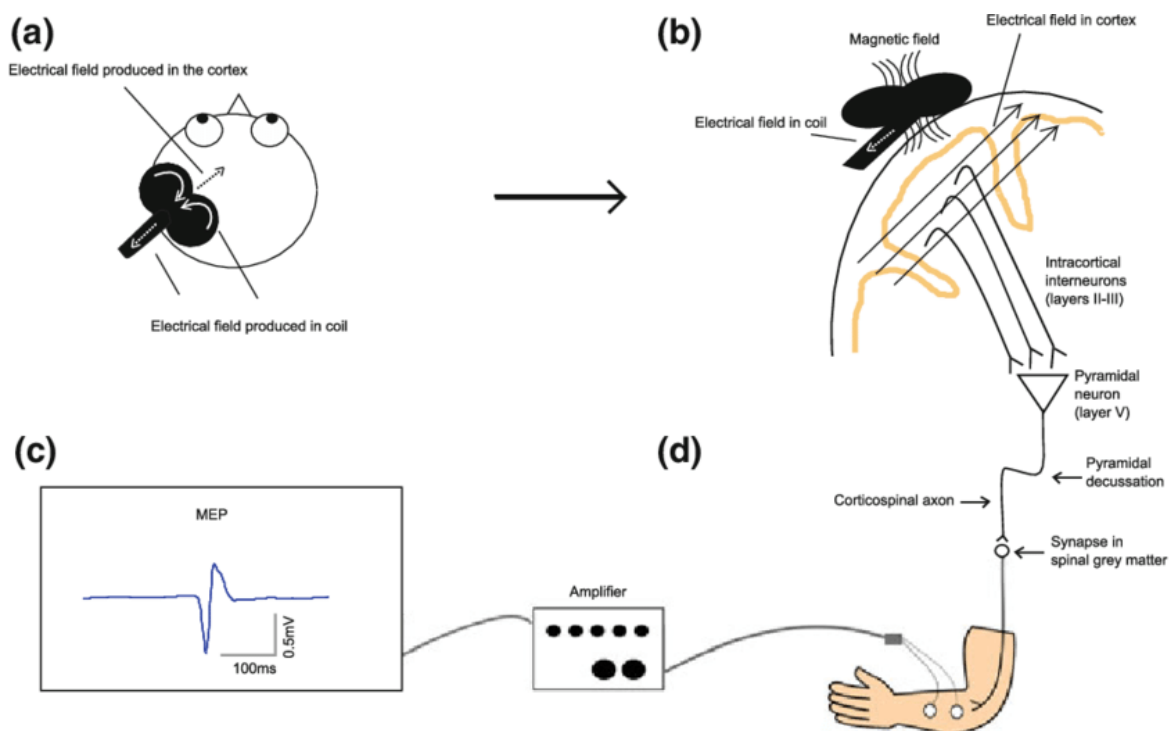 (a)
Electrical field produced in the cortex
Electrical field produced in coil
(b)
Electrical field in cortex
Magnetic field
Electrical field in coil
Intracortical
interneurons
(layers II-III)
Pyramidal
neuron
(layer V)
(c)
MEP
0.5mV
100ms
Amplifier
(d)
Pyramidal
decussation
Corticospinal axon
Synapse in
spinal grey matter